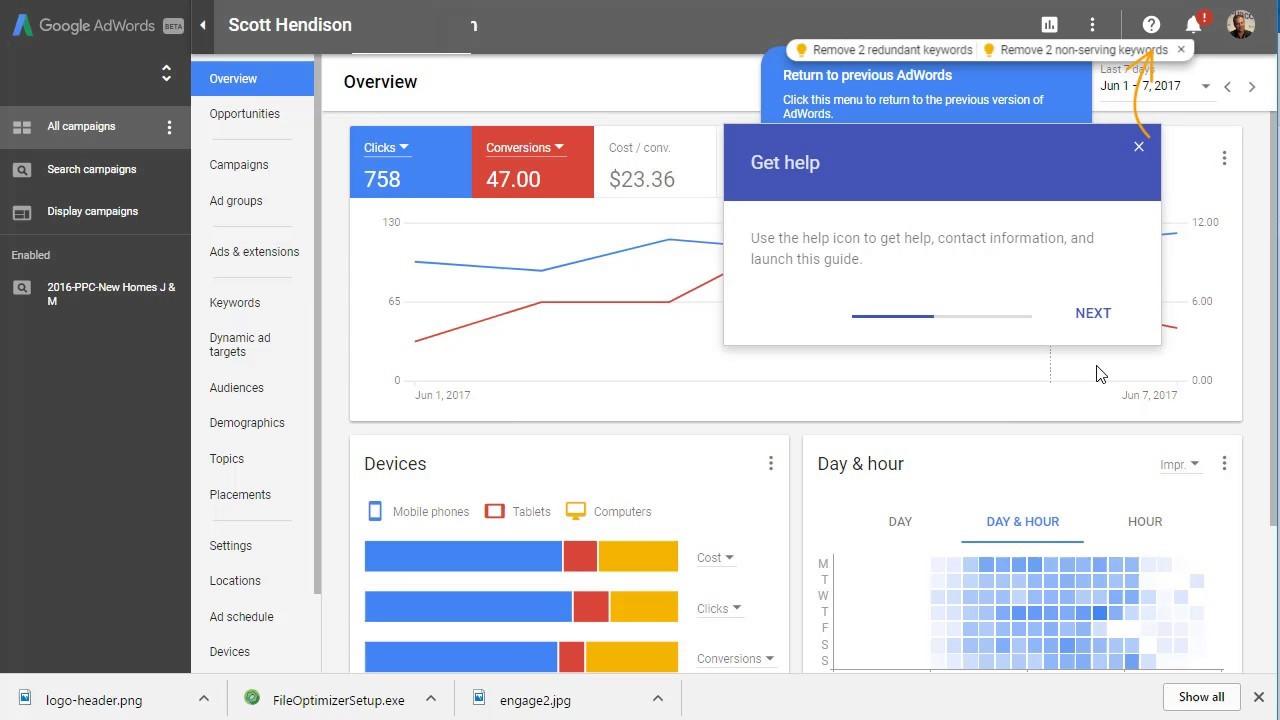 Google AdWords BETA
Scott Hendison
!
Remove 2 redundant keywords
Remove 2 non-serving keywords
Overview
Opportunities
Campaigns
Ad groups
Ads & extensions
Keywords
Dynamic ad
targets
Audiences
Demographics
Topics
Placements
Settings
Locations
Ad schedule
Devices
All campaigns
Search campaigns
Display campaigns
Enabled
2016-PPC-New Homes J &
M
Overview
Return to previous AdWords
Click this menu to return to the previous version of
AdWords.
Last 7 days
Jun 1 – 7, 2017
Clicks
758
Conversions
47.00
Cost / conv.
$23.36
Get help
Use the help icon to get help, contact information, and
launch this guide.
NEXT
130
65
0
12.00
6.00
0.00
Jun 1, 2017
Jun 7, 2017
Devices
Mobile phones
Tablets
Computers
Cost
Clicks
Conversions
Day & hour
Impr.
DAY
DAY & HOUR
HOUR
M
T
W
T
F
S
S
logo-header.png
FileOptimizerSetup.exe
engage2.jpg
Show all